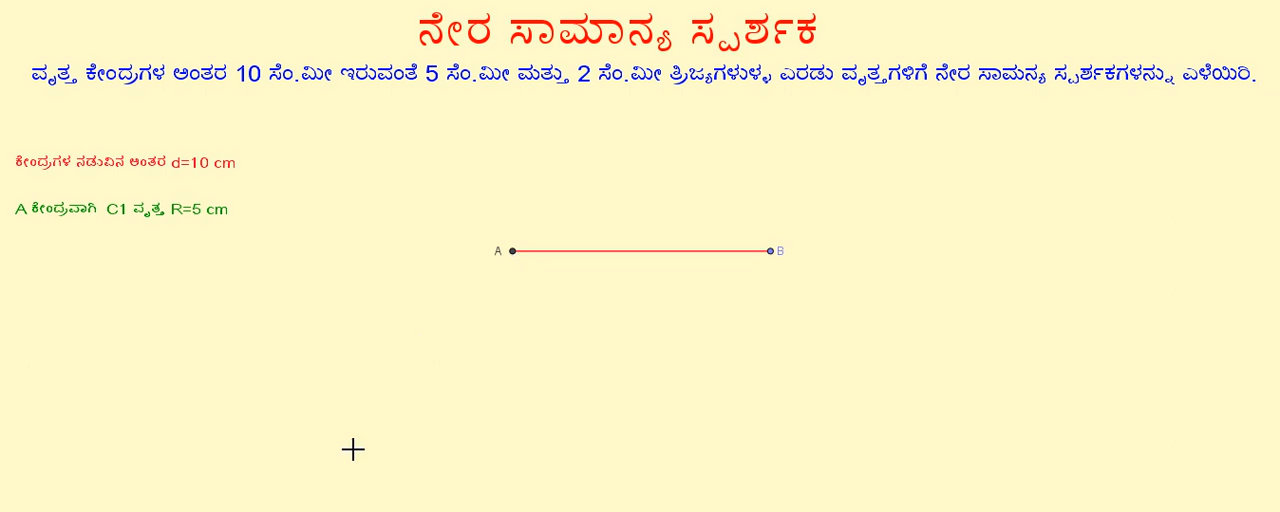 ನೇರ ಸಾಮಾನ್ಯ ಸ್ಪರ್ಶಕ
ವೃತ್ತ ಕೇಂದ್ರಗಳ ಅಂತರ 10 ಸೆಂ.ಮೀ ಇರುವಂತೆ 5 ಸೆಂ.ಮೀ ಮತ್ತು 2 ಸೆಂ.ಮೀ ತ್ರಿಜ್ಯಗಳುಳ್ಳ ಎರಡು ವೃತ್ತಗಳಿಗೆ ನೇರ ಸಾಮನ್ಯ ಸ್ಪರ್ಶಕಗಳನ್ನು ಎಳೆಯಿರಿ.
ಕೇಂದ್ರಗಳ ನಡುವಿನ ಅಂತರ d=10 cm
A ಕೇಂದ್ರವಾಗಿ C1 ವೃತ್ತ R=5 cm
A B